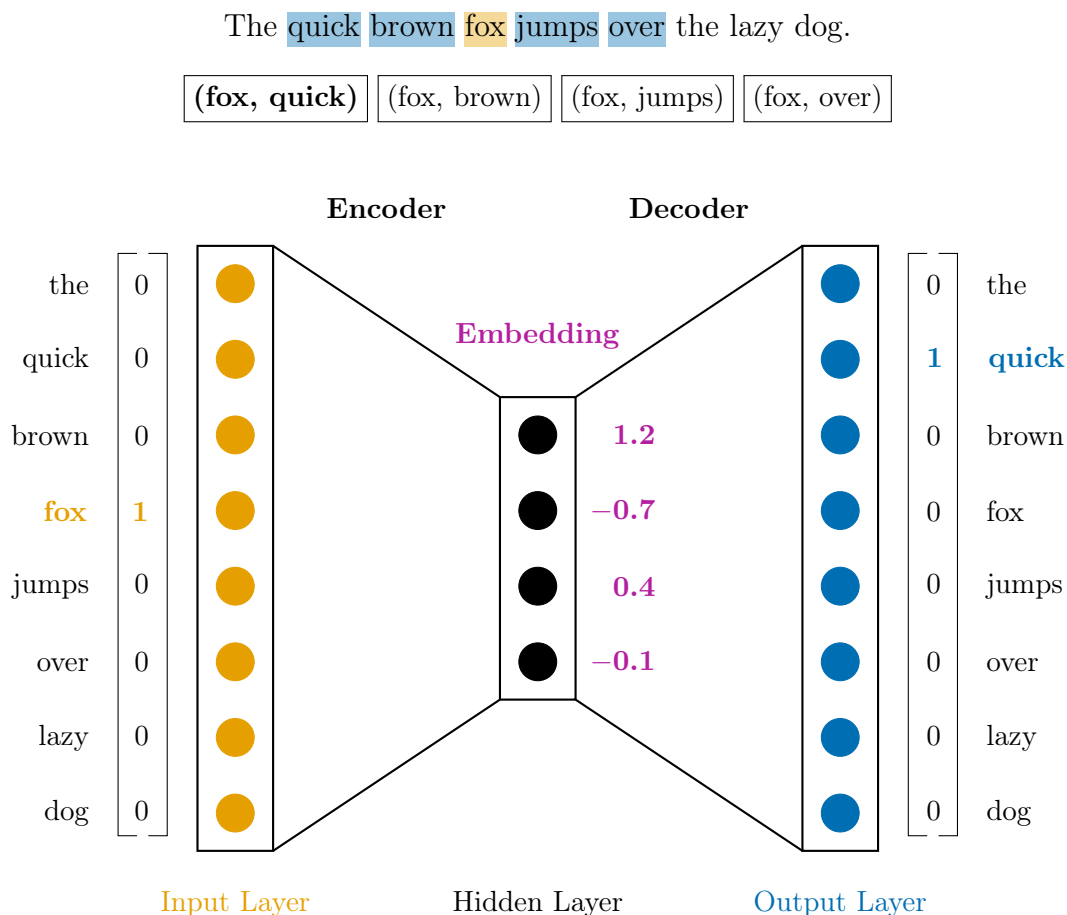 The quick brown fox jumps over the lazy dog.
(fox, quick) (fox, brown) (fox, jumps) (fox, over)
Encoder Decoder
the 0 0 the
Embedding
quick 0 1 quick
brown 0 1.2 0 brown
fox 1 −0.7 0 fox
jumps 0 0.4 0 jumps
over 0 −0.1 0 over
lazy 0 0 lazy
dog 0 0 dog
Input Layer Hidden Layer Output Layer